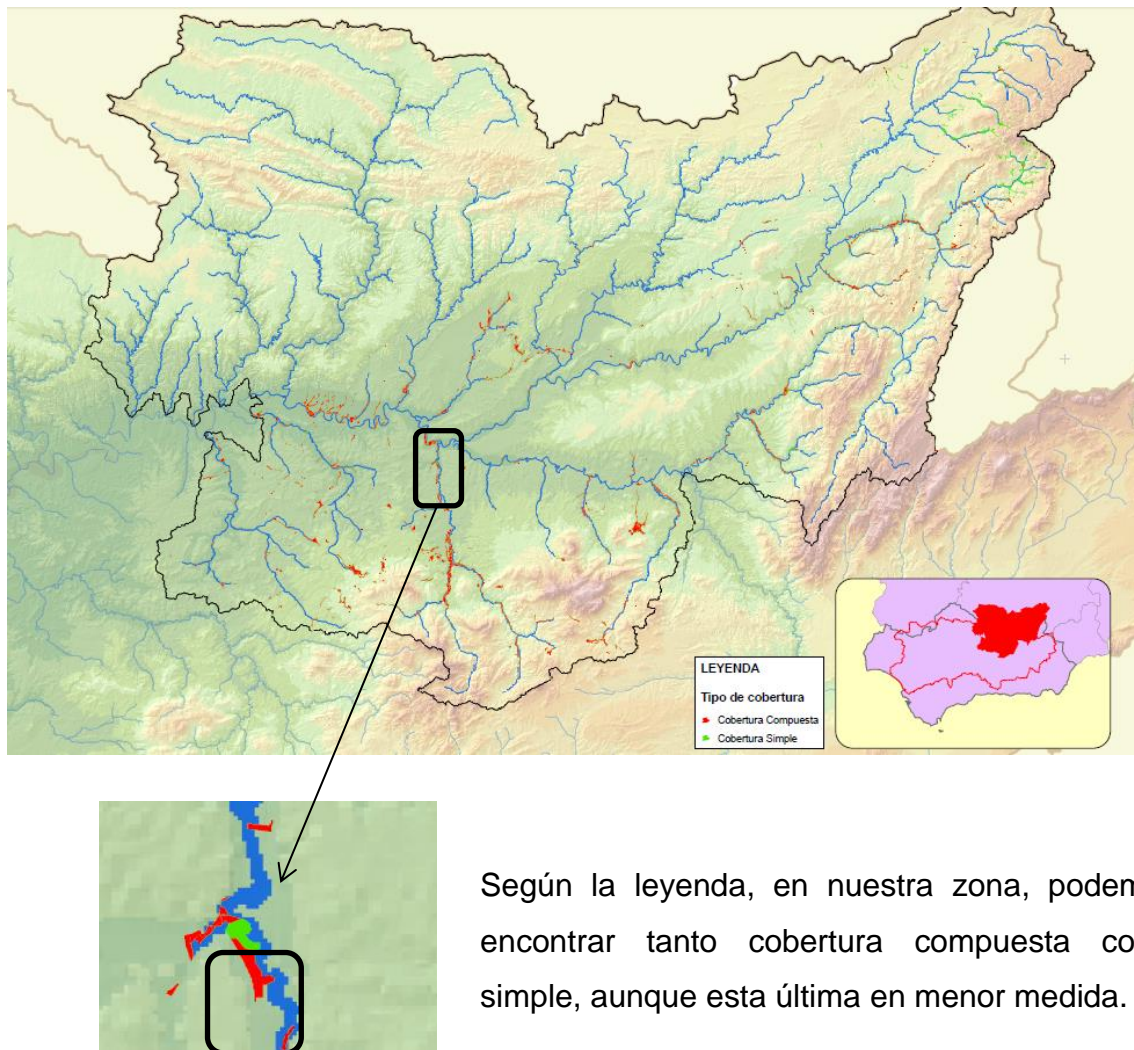 LEYENDA
Tipo de cobertura
Cobertura Compuesta
Cobertura Simple
Según la leyenda, en nuestra zona, podem
encontrar tanto cobertura compuesta co
simple, aunque esta última en menor medida.